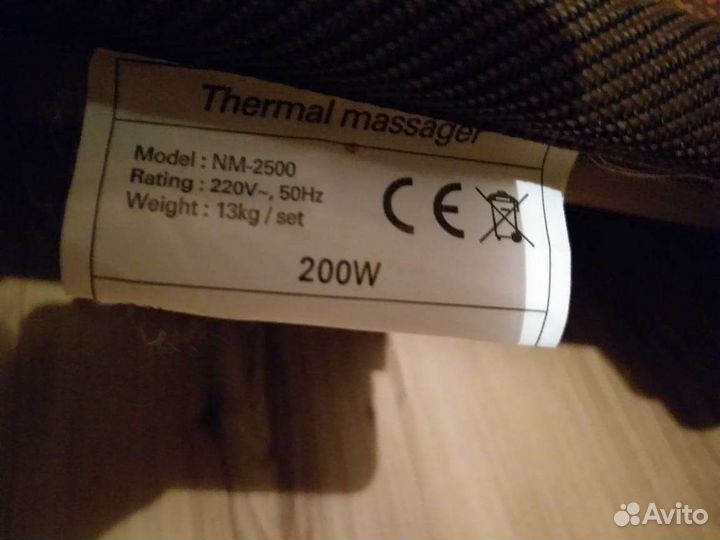 Thermal massager
Model : NM-2500
Rating : 220V~, 50Hz
Weight : 13kg / set
CE
200W
Avito